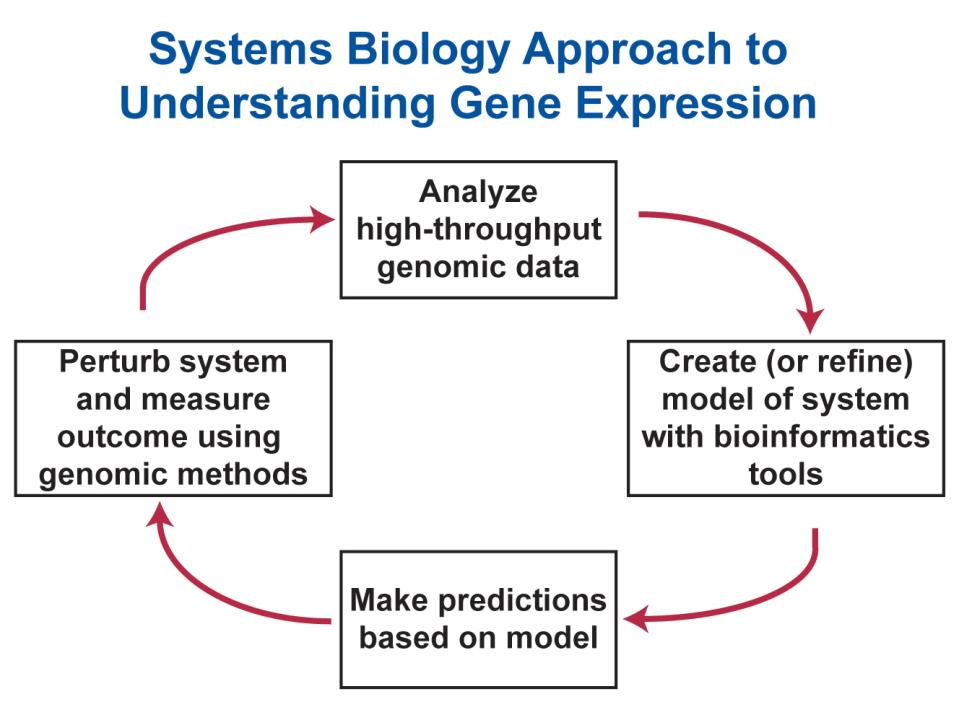 Systems Biology Approach to
Understanding Gene Expression
Analyze
high-throughput
genomic data
Create (or refine)
model of system
with bioinformatics
tools
Make predictions
based on model
Perturb system
and measure
outcome using
genomic methods